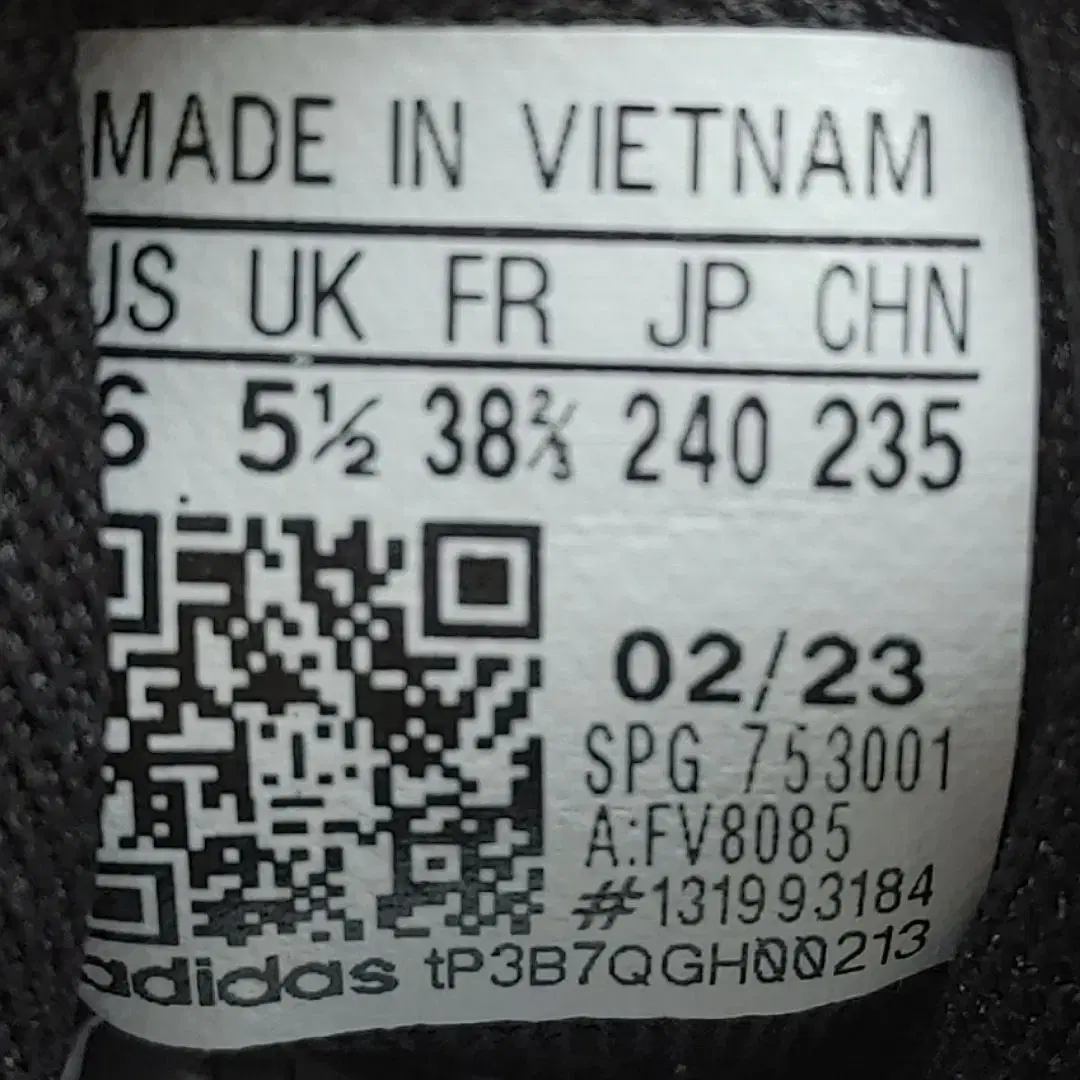 MADE IN VIETNAM
US UK FR JP CHN
6 5½ 38⅔ 240 235
02/23
SPG 753001
A:FV8085
#131993184
adidas tP3B7QGH00213